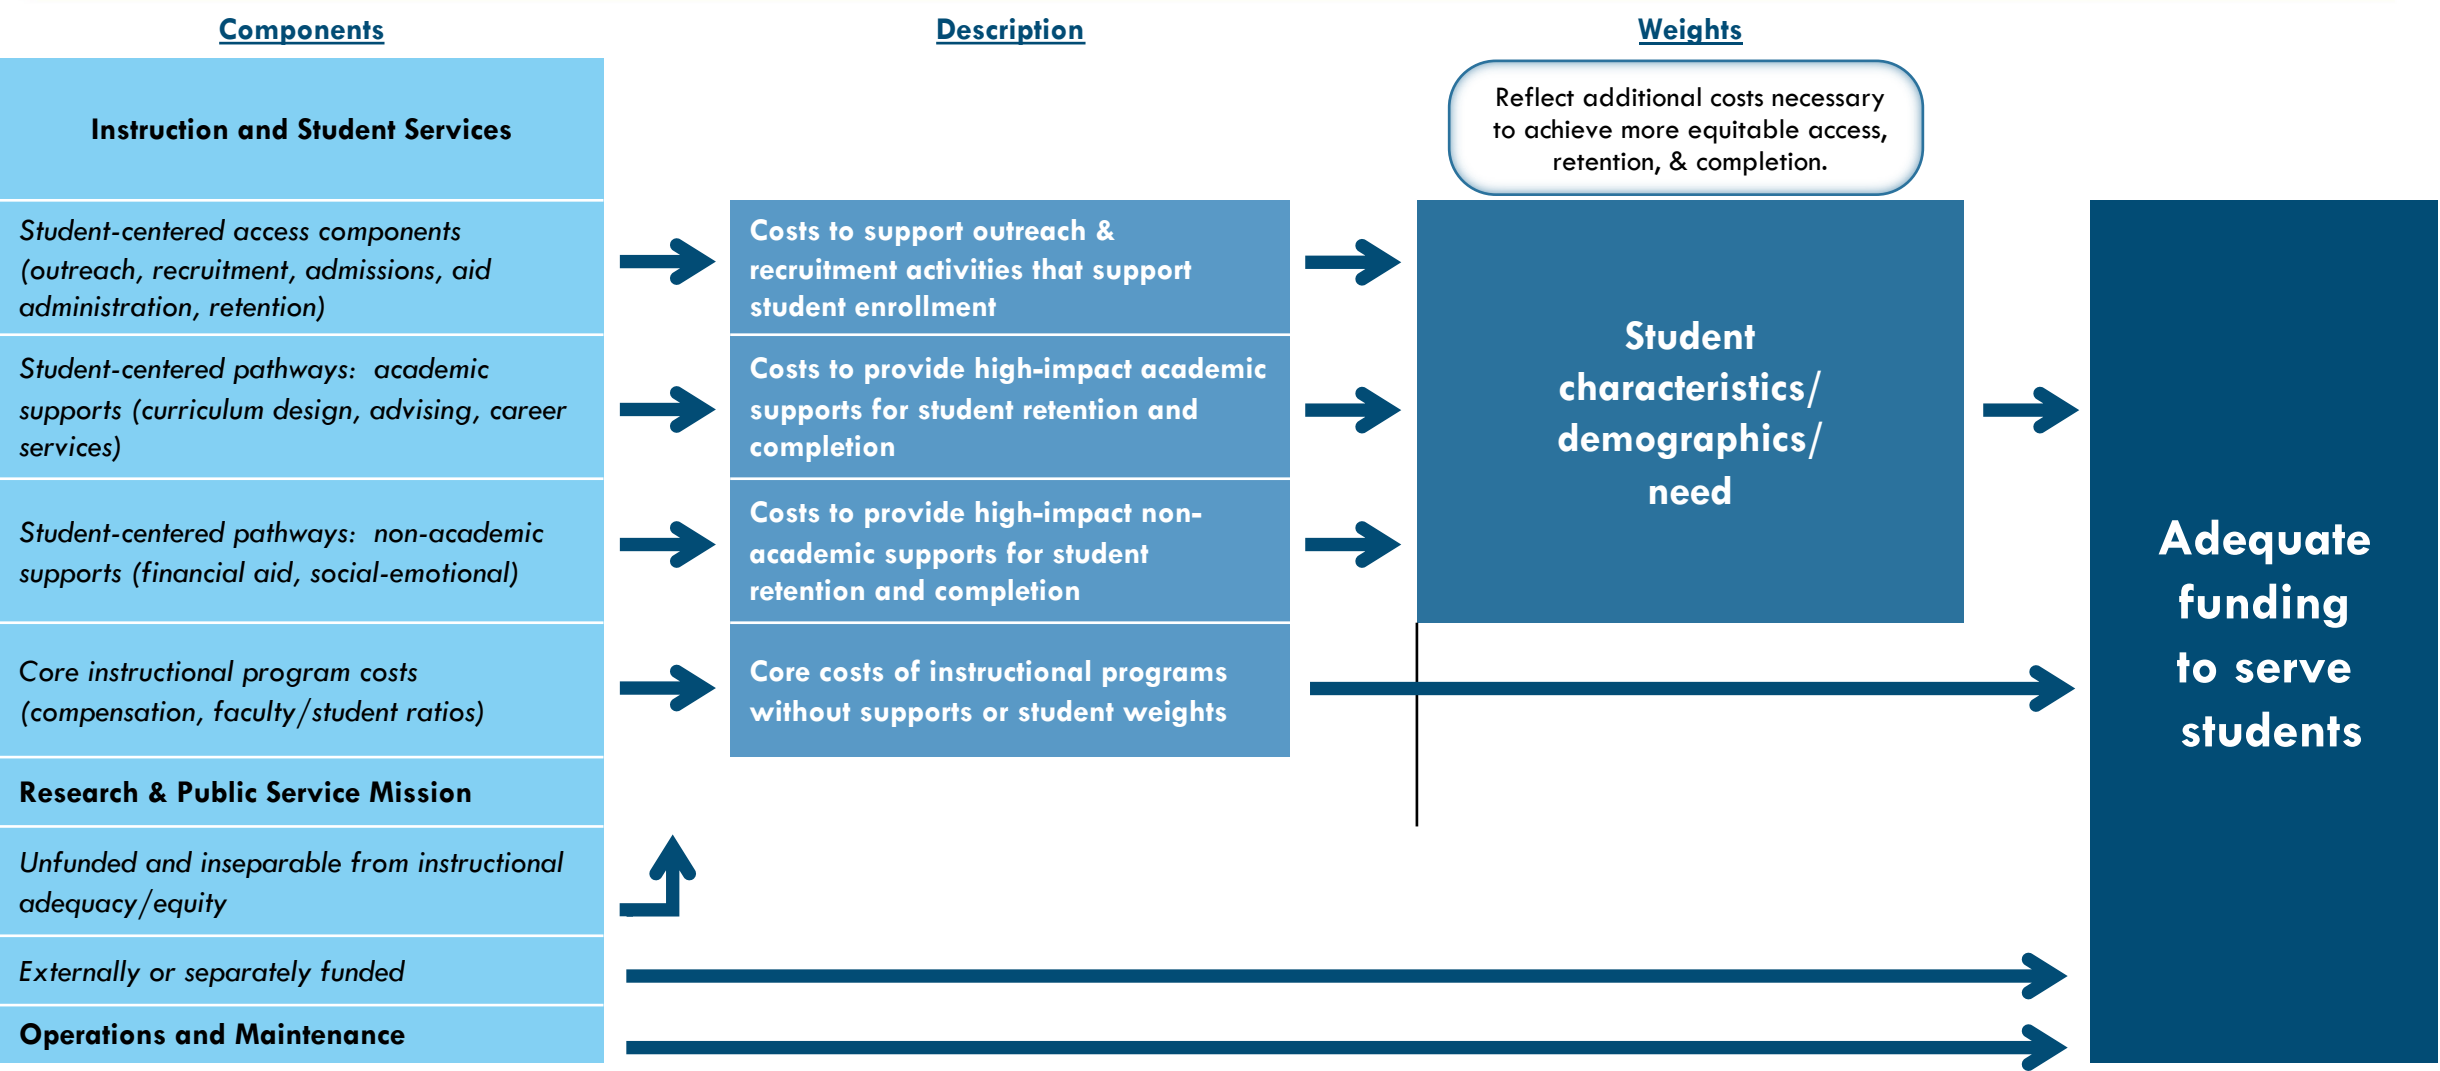 Components
Description
Weights
Instruction and Student Services
Reflect additional costs necessary
to achieve more equitable access,
retention, & completion.
Student-centered access components
(outreach, recruitment, admissions, aid
administration, retention)
Costs to support outreach &
recruitment activities that support
student enrollment
Student-centered pathways:  academic
supports (curriculum design, advising, career
services)
Costs to provide high-impact academic
supports for student retention and
completion
Student-centered pathways:  non-academic
supports (financial aid, social-emotional)
Costs to provide high-impact non-
academic supports for student
retention and completion
Core instructional program costs
(compensation, faculty/student ratios)
Core costs of instructional programs
without supports or student weights
Student
characteristics/
demographics/
need
Adequate
funding
to serve
students
Research & Public Service Mission
Unfunded and inseparable from instructional
adequacy/equity
Externally or separately funded
Operations and Maintenance